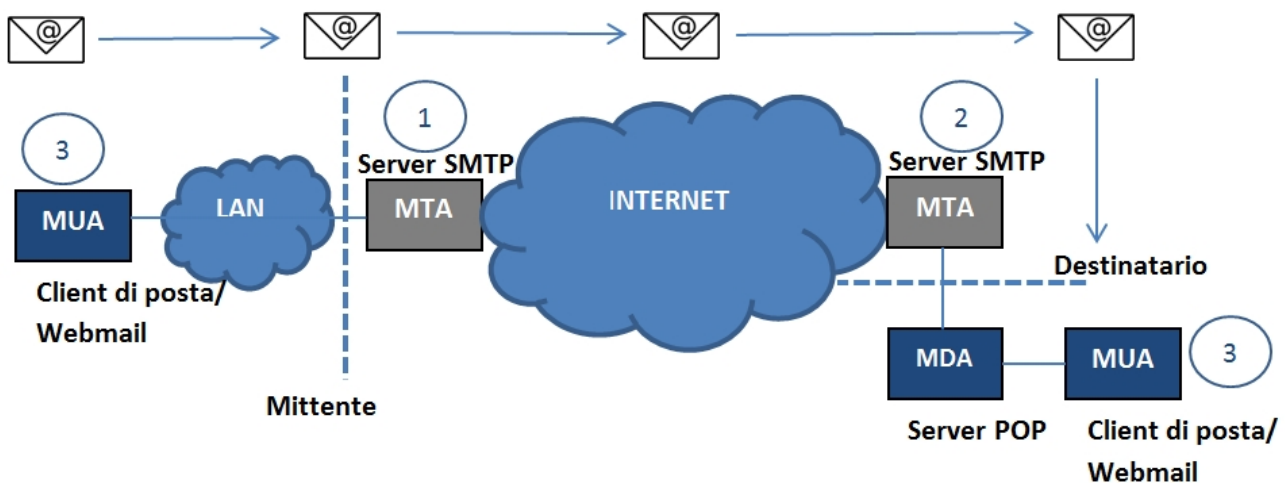 @
@
@
@
1
2
3
Server SMTP
Server SMTP
MUA
LAN
MTA
INTERNET
MTA
Client di posta/
Webmail
Destinatario
Mittente
MDA
MUA
3
Server POP
Client di posta/
Webmail